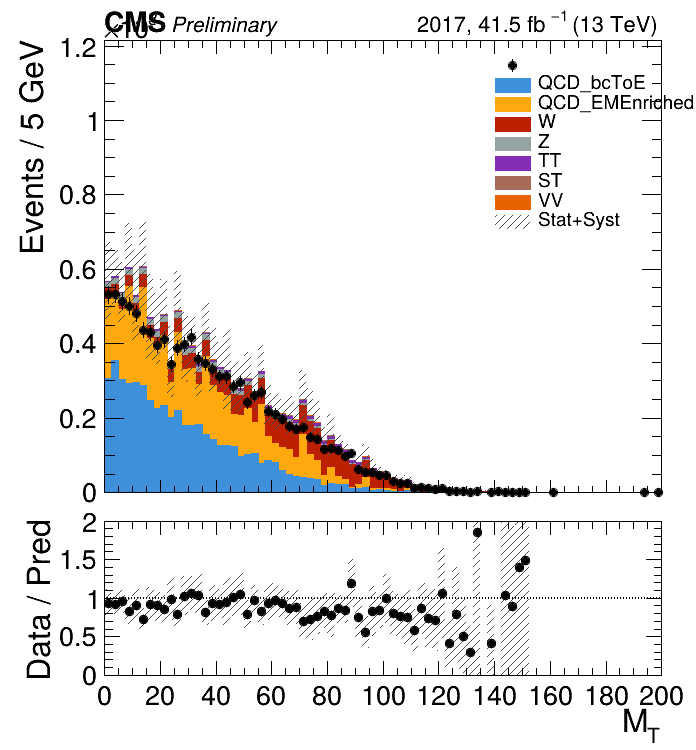 CMS Preliminary 2017, 41.5 fb⁻¹ (13 TeV)
Events / 5 GeV
1.2
1
0.8
0.6
0.4
0.2
0
QCD_bcToE
QCD_EMEnriched
W
Z
TT
ST
VV
Stat+Syst
Data / Pred
2
1.5
1
0.5
0
0 20 40 60 80 100 120 140 160 180 200
M_T